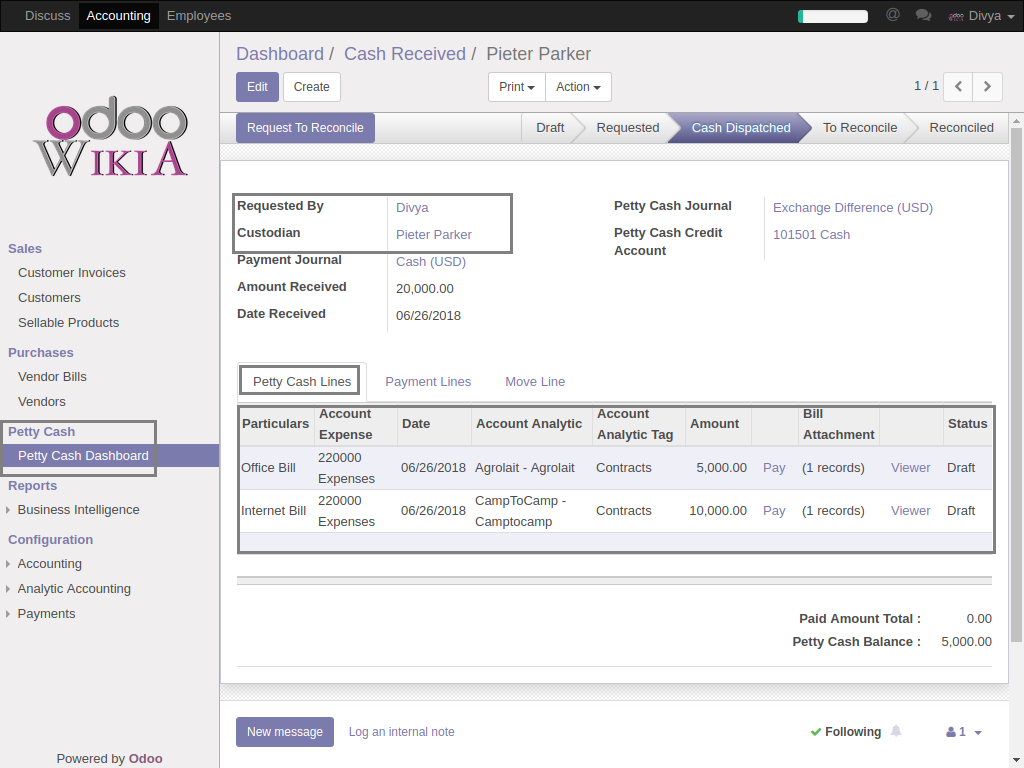 Discuss Accounting Employees @ odoo Divya
odoo
WIKIA
Sales
Customer Invoices
Customers
Sellable Products
Purchases
Vendor Bills
Vendors
Petty Cash
Petty Cash Dashboard
Reports
Business Intelligence
Configuration
Accounting
Analytic Accounting
Payments
Powered by Odoo
Dashboard / Cash Received / Pieter Parker
Edit Create Print Action 1 / 1
Request To Reconcile Draft Requested Cash Dispatched To Reconcile Reconciled
Requested By Divya
Custodian Pieter Parker
Payment Journal Cash (USD)
Amount Received 20,000.00
Date Received 06/26/2018
Petty Cash Journal Exchange Difference (USD)
Petty Cash Credit 101501 Cash
Account
Petty Cash Lines Payment Lines Move Line
Particulars Account Expense Date Account Analytic Account Analytic Tag Amount Bill Attachment Status
Office Bill 220000 Expenses 06/26/2018 Agrolait - Agrolait Contracts 5,000.00 Pay (1 records) Viewer Draft
Internet Bill 220000 Expenses 06/26/2018 CampToCamp - Camptocamp Contracts 10,000.00 Pay (1 records) Viewer Draft
Paid Amount Total : 0.00
Petty Cash Balance : 5,000.00
New message Log an internal note Following 1